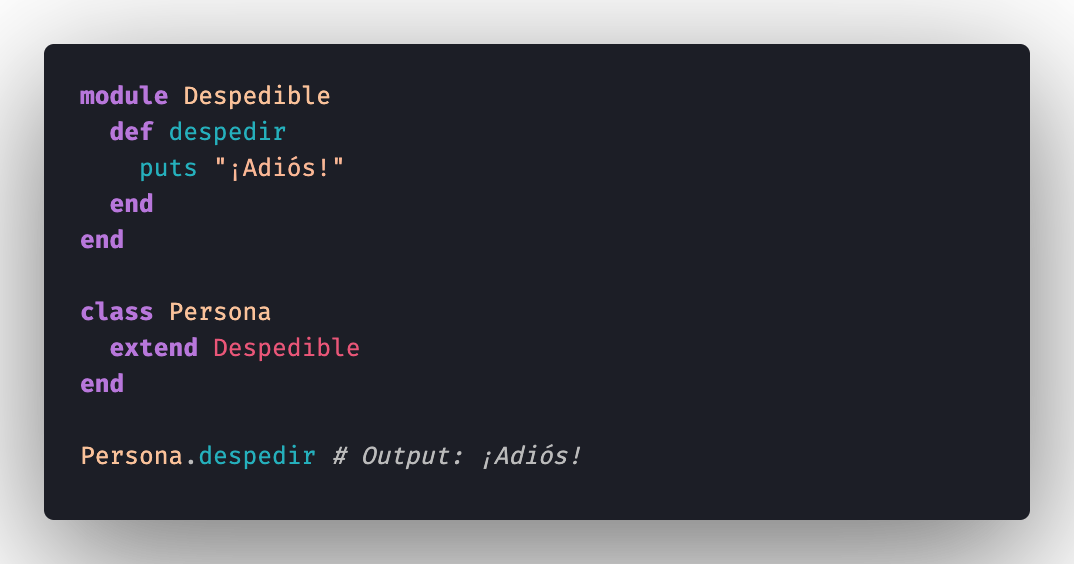 module Despedible
  def despedir
    puts "¡Adiós!"
  end
end

class Persona
  extend Despedible
end

Persona.despedir # Output: ¡Adiós!